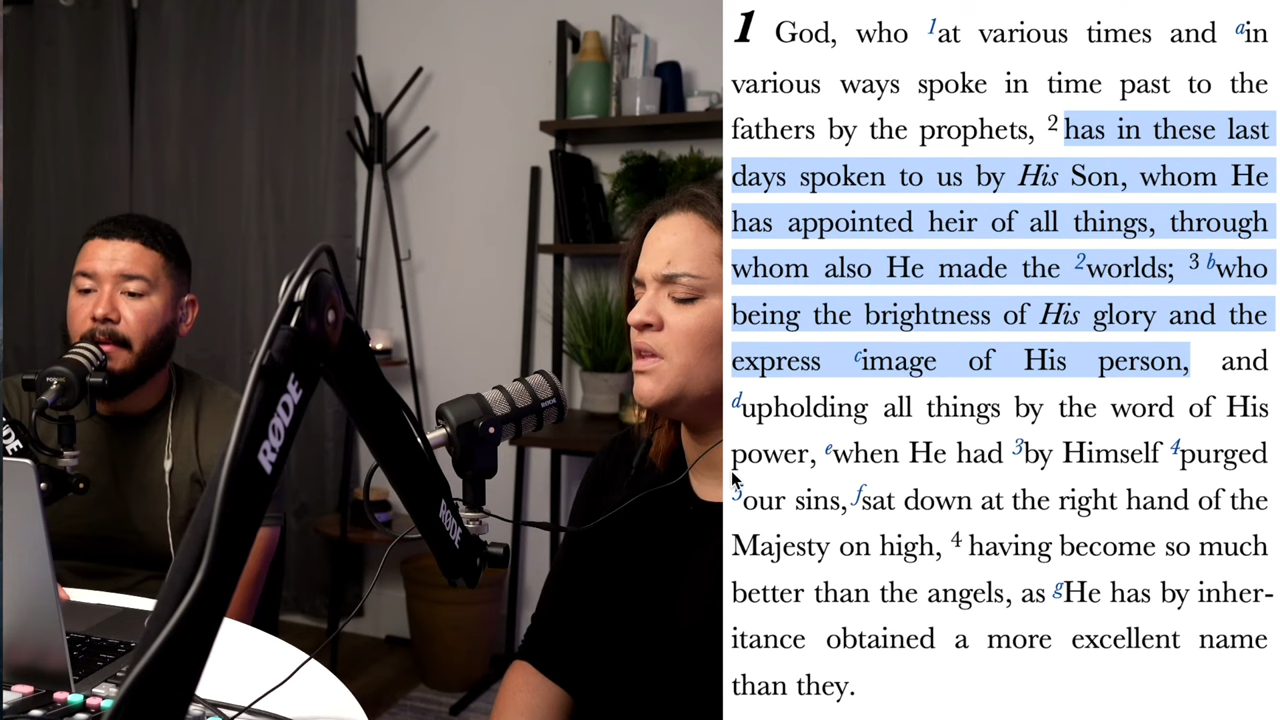 RØDE
RØDE
RØDE
1 God, who 1at various times and ain
various ways spoke in time past to the
fathers by the prophets, 2 has in these last
days spoken to us by His Son, whom He
has appointed heir of all things, through
whom also He made the 2worlds; 3 bwho
being the brightness of His glory and the
express cimage of His person, and
dupholding all things by the word of His
power, ewhen He had 3by Himself 4purged
5our sins, fsat down at the right hand of the
Majesty on high, 4 having become so much
better than the angels, as gHe has by inher-
itance obtained a more excellent name
than they.